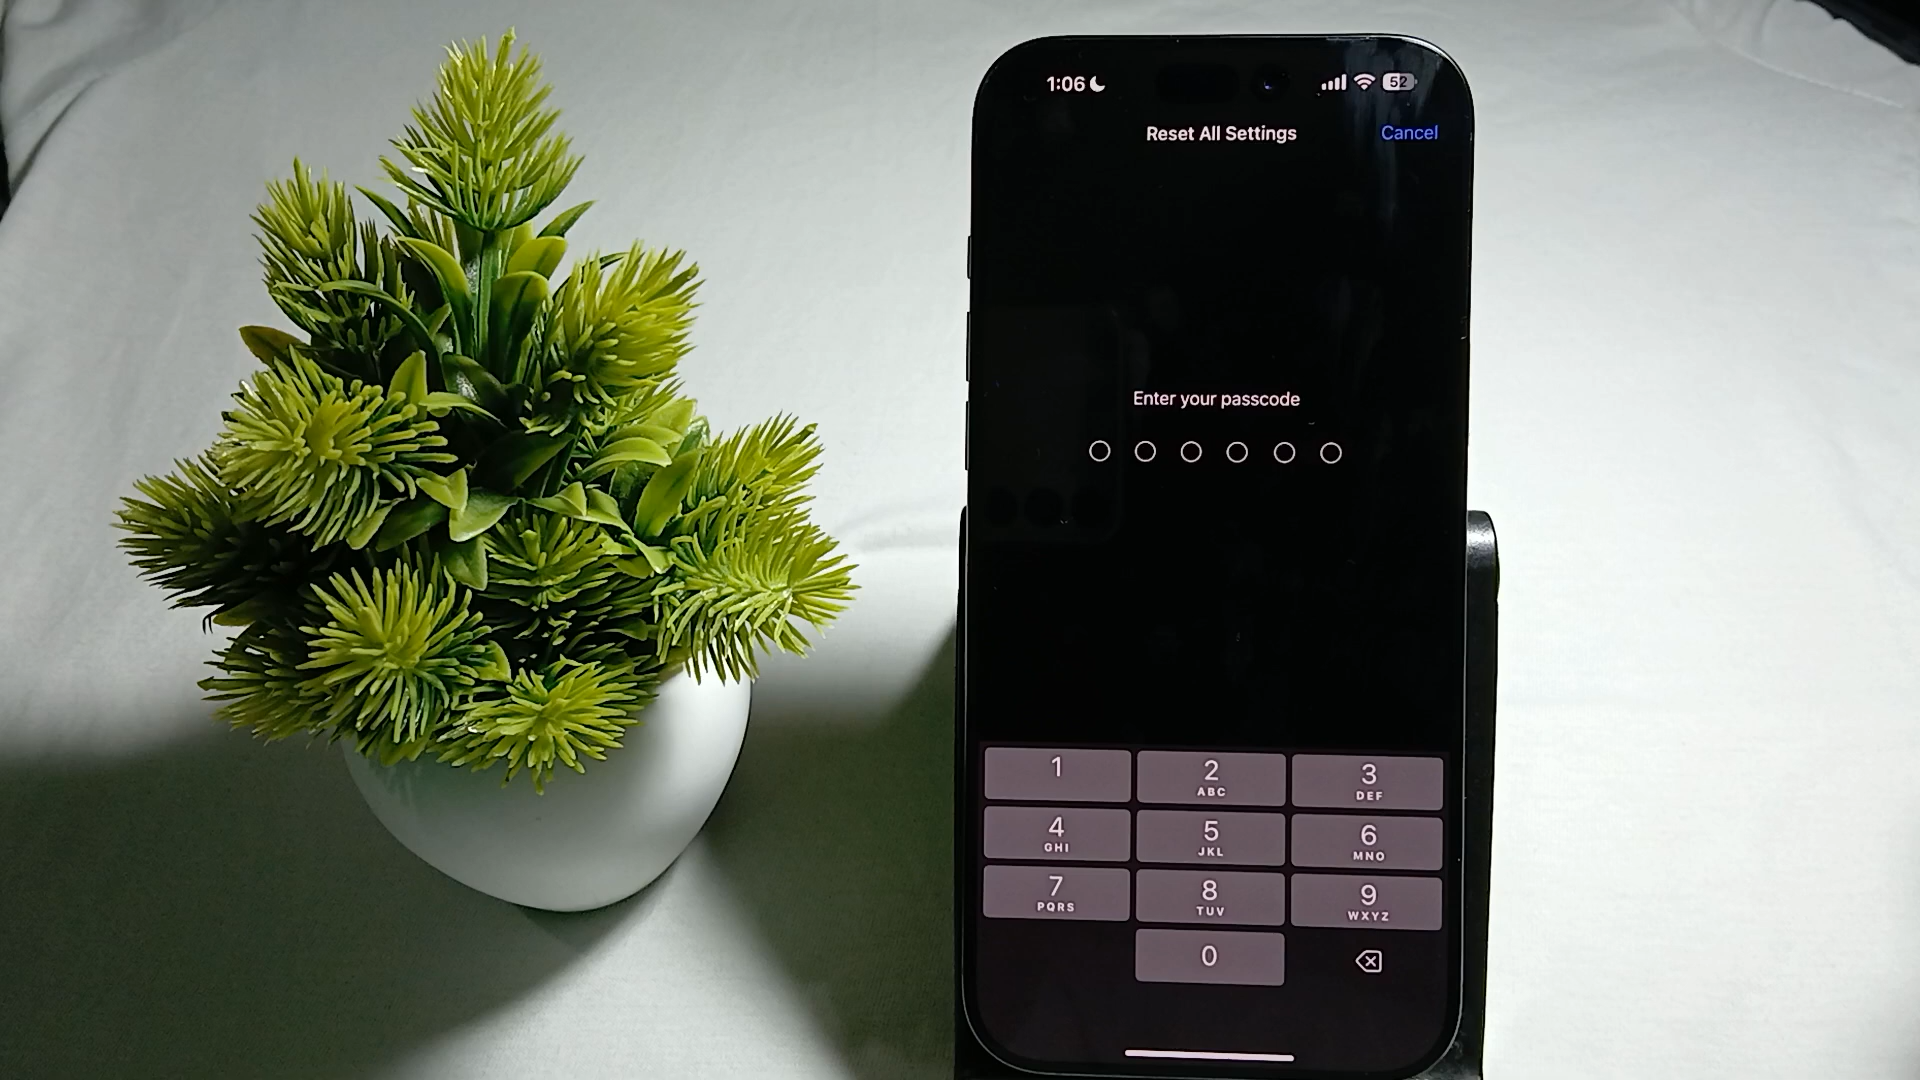 1:06 52
Reset All Settings Cancel
Enter your passcode
1 2 3
ABC DEF
4 5 6
GHI JKL MNO
7 8 9
PQRS TUV WXYZ
0